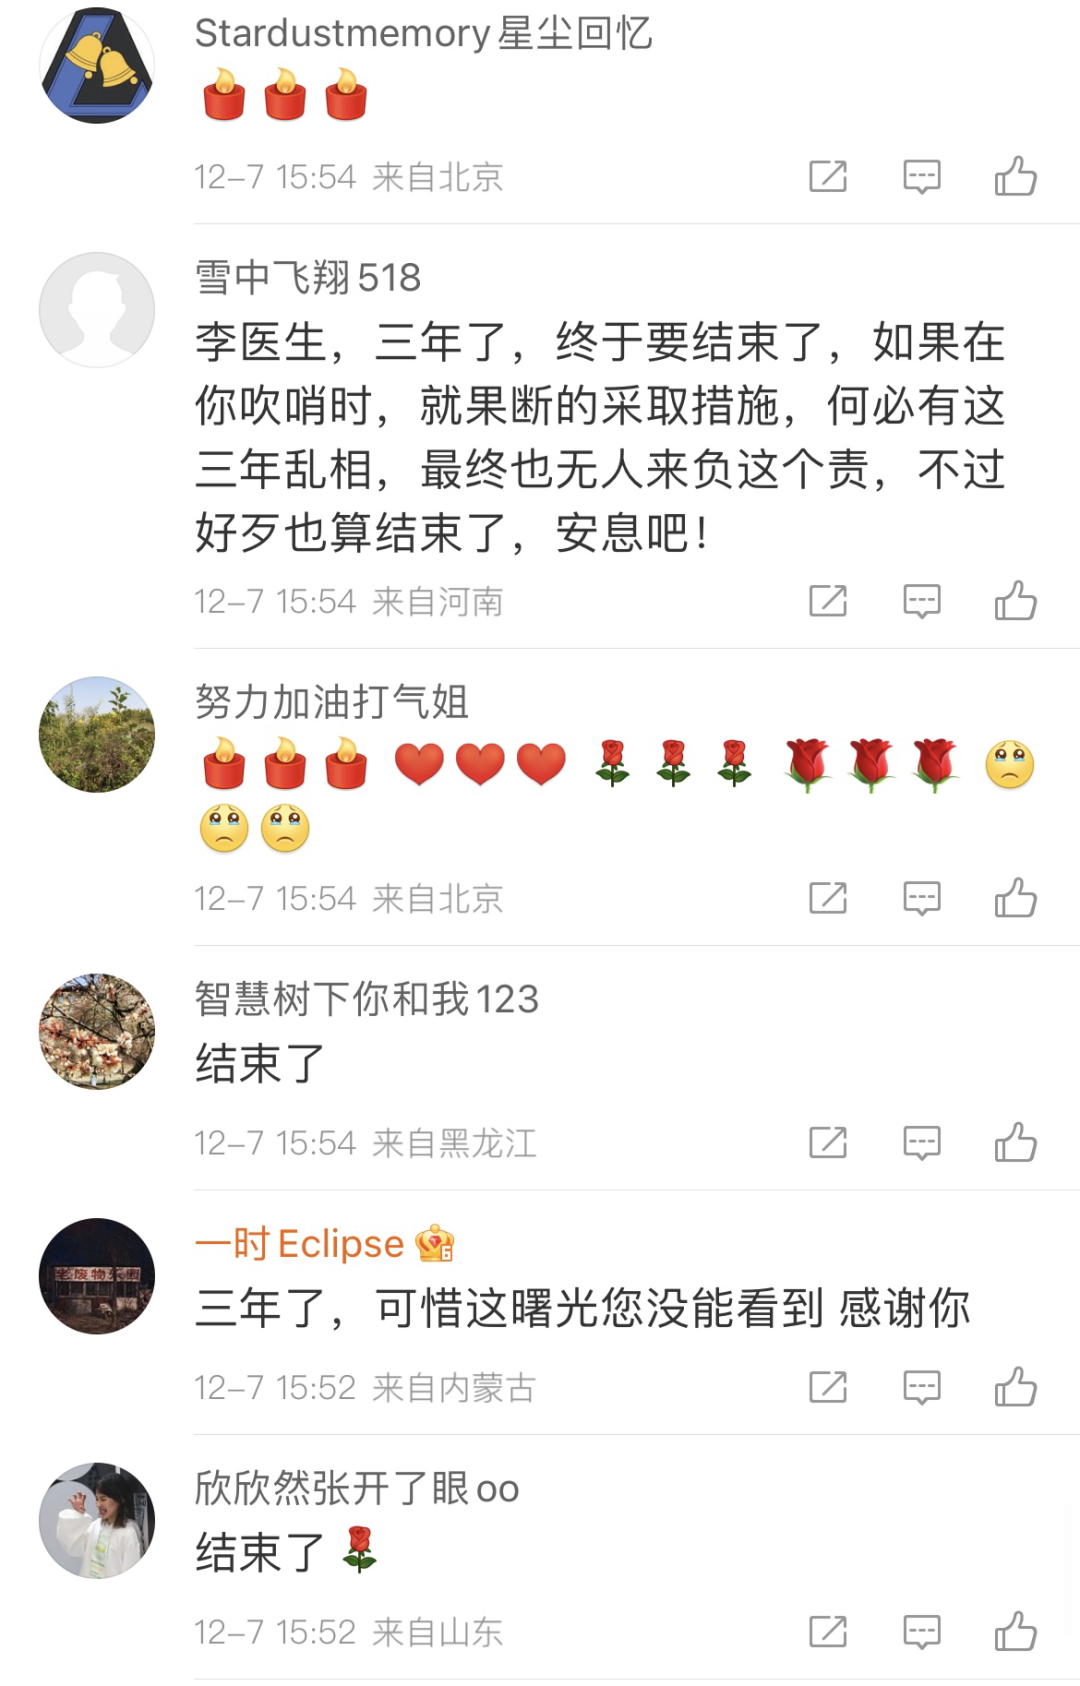 Stardustmemory星尘回忆
🕯️🕯️🕯️
12-7 15:54 来自北京
雪中飞翔518
李医生，三年了，终于要结束了，如果在
你吹哨时，就果断的采取措施，何必有这
三年乱相，最终也无人来负这个责，不过
好歹也算结束了，安息吧！
12-7 15:54 来自河南
努力加油打气姐
🕯️🕯️🕯️❤️❤️❤️🌹🌹🌹🌹🌹🌹🥺
🥺🥺
12-7 15:54 来自北京
智慧树下你和我123
结束了
12-7 15:54 来自黑龙江
一时Eclipse
三年了，可惜这曙光您没能看到 感谢你
12-7 15:52 来自内蒙古
欣欣然张开了眼oo
结束了🌹
12-7 15:52 来自山东